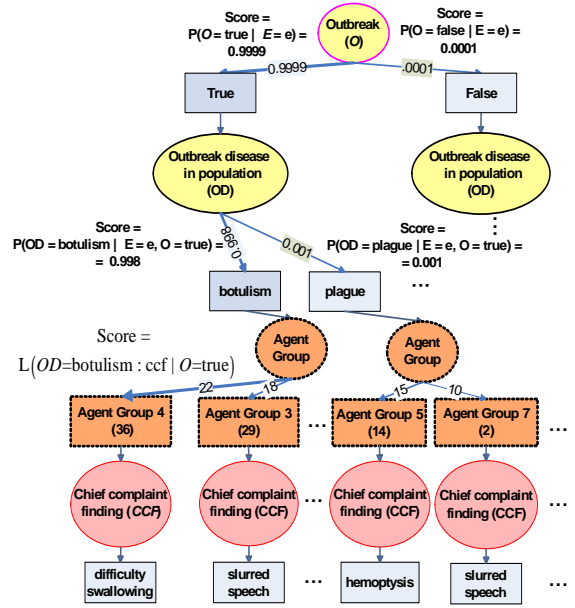 Score =
P(O = true | E = e) =
0.9999
Outbreak
(O)
Score =
P(O = false | E = e) =
0.0001
0.9999
.0001
True
False
Outbreak disease
in population
(OD)
Outbreak disease
in population
(OD)
Score =
P(OD = botulism | E = e, O = true) =
= 0.998
0.998
0.001
Score =
P(OD = plague | E = e, O = true) =
= 0.001
...
botulism
plague
...
Score =
L(OD=botulism : ccf | O=true)
Agent
Group
Agent
Group
22
18
15
10
Agent Group 4
(36)
Agent Group 3
(29)
...
Agent Group 5
(14)
Agent Group 7
(2)
...
Chief complaint
finding (CCF)
Chief complaint
finding (CCF)
...
Chief complaint
finding (CCF)
Chief complaint
finding (CCF)
...
difficulty
swallowing
slurred
speech
...
hemoptysis
slurred
speech
...